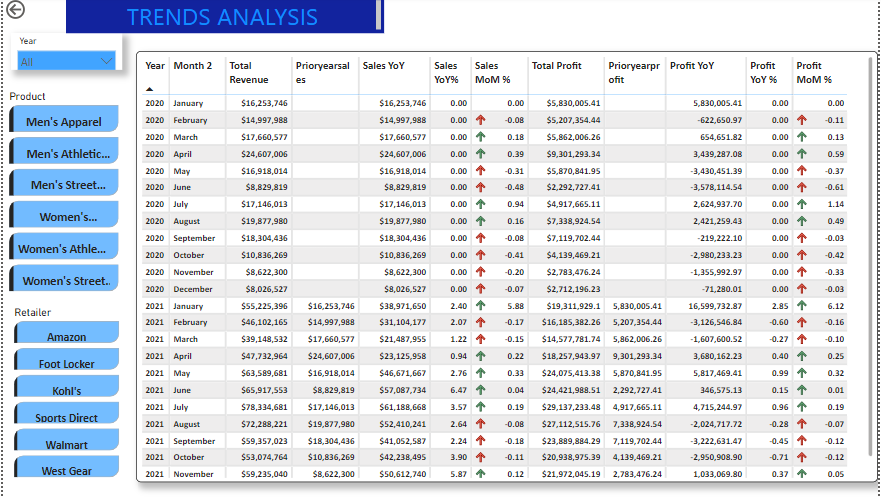 TRENDS ANALYSIS
Year
All
Product
Men's Apparel
Men's Athletic...
Men's Street...
Women's...
Women's Athle...
Women's Street..
Retailer
Amazon
Foot Locker
Kohl's
Sports Direct
Walmart
West Gear
Year Month 2 Total Revenue Prioryearsales Sales YoY Sales YoY% Sales MoM % Total Profit Prioryearprofit Profit YoY Profit YoY % Profit MoM %
2020 January $16,253,746 $16,253,746 0.00 0.00 $5,830,005.41 5,830,005.41 0.00 0.00
2020 February $14,997,988 $14,997,988 0.00 -0.08 $5,207,354.44 -622,650.97 0.00 -0.11
2020 March $17,660,577 $17,660,577 0.00 0.18 $5,862,006.26 654,651.82 0.00 0.13
2020 April $24,607,006 $24,607,006 0.00 0.39 $9,301,293.34 3,439,287.08 0.00 0.59
2020 May $16,918,014 $16,918,014 0.00 -0.31 $5,870,841.95 -3,430,451.39 0.00 -0.37
2020 June $8,829,819 $8,829,819 0.00 -0.48 $2,292,727.41 -3,578,114.54 0.00 -0.61
2020 July $17,146,013 $17,146,013 0.00 0.94 $4,917,665.11 2,624,937.70 0.00 1.14
2020 August $19,877,980 $19,877,980 0.00 0.16 $7,338,924.54 2,421,259.43 0.00 0.49
2020 September $18,304,436 $18,304,436 0.00 -0.08 $7,119,702.44 -219,222.10 0.00 -0.03
2020 October $10,836,269 $10,836,269 0.00 -0.41 $4,139,469.21 -2,980,233.23 0.00 -0.42
2020 November $8,622,300 $8,622,300 0.00 -0.20 $2,783,476.24 -1,355,992.97 0.00 -0.33
2020 December $8,026,527 $8,026,527 0.00 -0.07 $2,712,196.23 -71,280.01 0.00 -0.03
2021 January $55,225,396 $16,253,746 $38,971,650 2.40 5.88 $19,311,929.1 5,830,005.41 16,599,732.87 2.85 6.12
2021 February $46,102,165 $14,997,988 $31,104,177 2.07 -0.17 $16,185,382.26 5,207,354.44 -3,126,546.84 -0.60 -0.16
2021 March $39,148,532 $17,660,577 $21,487,955 1.22 -0.15 $14,577,781.74 5,862,006.26 -1,607,600.52 -0.27 -0.10
2021 April $47,732,964 $24,607,006 $23,125,958 0.94 0.22 $18,257,943.97 9,301,293.34 3,680,162.23 0.40 0.25
2021 May $63,589,681 $16,918,014 $46,671,667 2.76 0.33 $24,075,413.38 5,870,841.95 5,817,469.41 0.99 0.32
2021 June $65,917,553 $8,829,819 $57,087,734 6.47 0.04 $24,421,988.51 2,292,727.41 346,575.13 0.15 0.01
2021 July $78,334,681 $17,146,013 $61,188,668 3.57 0.19 $29,137,233.48 4,917,665.11 4,715,244.97 0.96 0.19
2021 August $72,288,221 $19,877,980 $52,410,241 2.64 -0.08 $27,112,515.76 7,338,924.54 -2,024,717.72 -0.28 -0.07
2021 September $59,357,023 $18,304,436 $41,052,587 2.24 -0.18 $23,889,884.29 7,119,702.44 -3,222,631.47 -0.45 -0.12
2021 October $53,074,764 $10,836,269 $42,238,495 3.90 -0.11 $20,938,975.39 4,139,469.21 -2,950,908.90 -0.71 -0.12
2021 November $59,235,040 $8,622,300 $50,612,740 5.87 0.12 $21,972,045.19 2,783,476.24 1,033,069.80 0.37 0.05